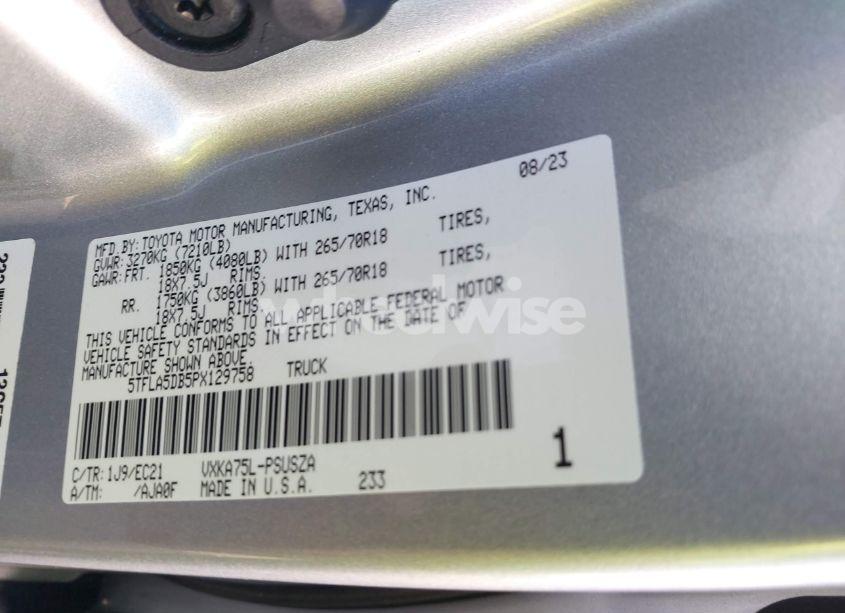 08/23
MFD.BY:TOYOTA MOTOR MANUFACTURING, TEXAS, INC.
GVWR:3270KG (7210LB)
GAWR:FRT. 1850KG (4080LB) WITH 265/70R18 TIRES,
18X7.5J RIMS.
RR. 1750KG (3860LB) WITH 265/70R18 TIRES,
18X7.5J RIMS.
THIS VEHICLE CONFORMS TO ALL APPLICABLE FEDERAL MOTOR
VEHICLE SAFETY STANDARDS IN EFFECT ON THE DATE OF
MANUFACTURE SHOWN ABOVE.
5TFLA5DB5PX129758 TRUCK
C/TR:1J9/EC21 VXKA75L-PSUSZA
A/TM: /AJA0F MADE IN U.S.A. 233
1
wheelwise